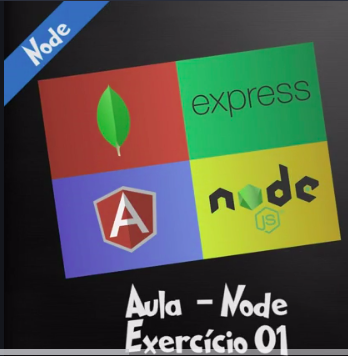 Node
express
A
node
JS
Aula - Node
Exercício 01